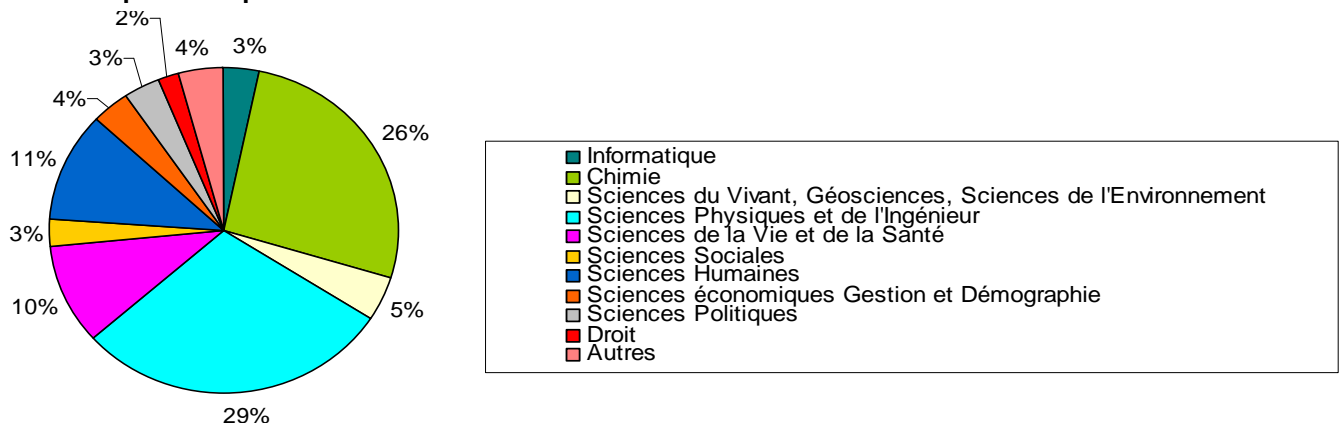 2%
3%
4%
3%
4%
26%
11%
3%
10%
5%
29%
Informatique
Chimie
Sciences du Vivant, Géosciences, Sciences de l'Environnement
Sciences Physiques et de l'Ingénieur
Sciences de la Vie et de la Santé
Sciences Sociales
Sciences Humaines
Sciences économiques Gestion et Démographie
Sciences Politiques
Droit
Autres